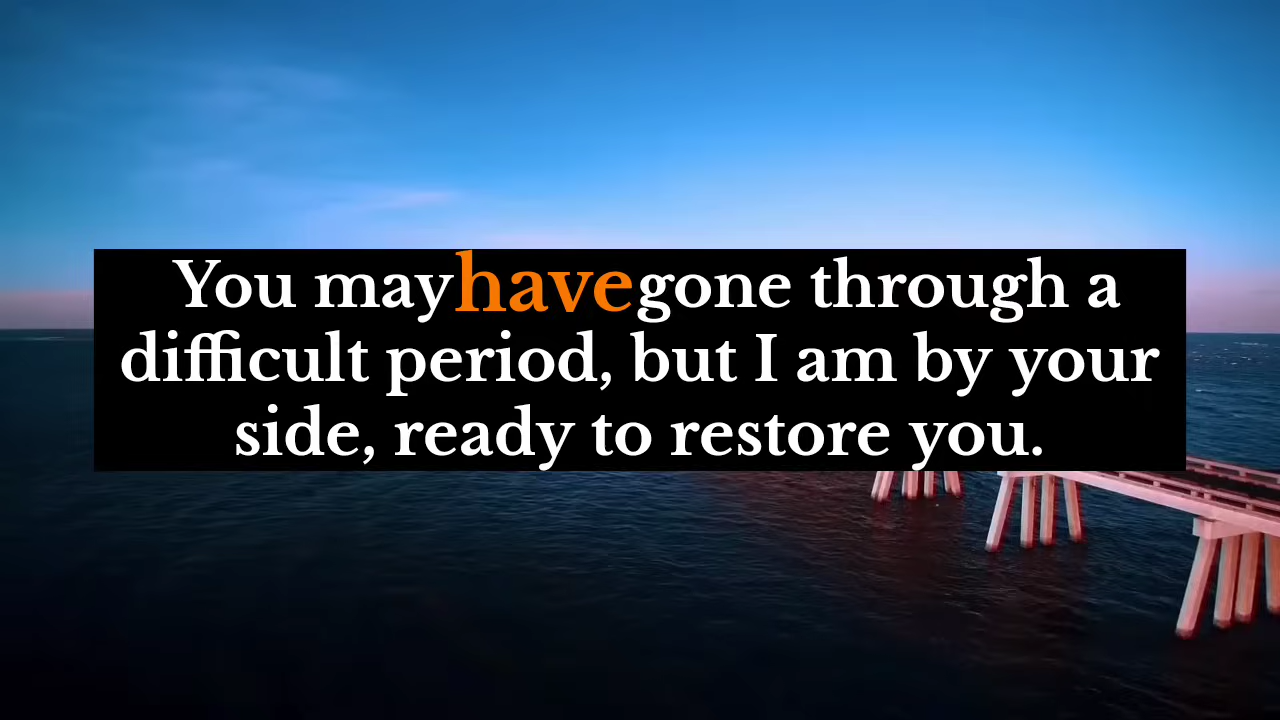 You may have gone through a
difficult period, but I am by your
side, ready to restore you.